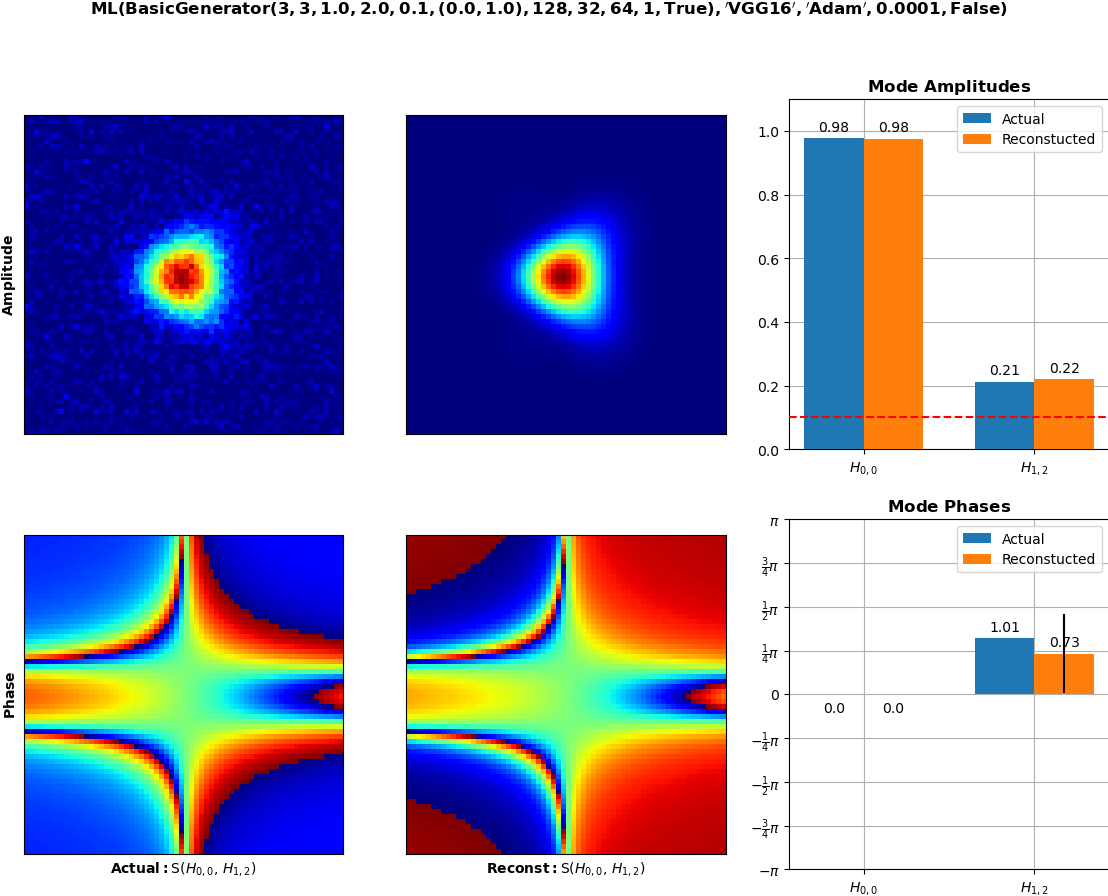 ML(BasicGenerator(3, 3, 1.0, 2.0, 0.1, (0.0, 1.0), 128, 32, 64, 1, True), ′VGG16′, ′Adam′, 0.0001, False)
Amplitude
Mode Amplitudes
Actual
Reconstucted
1.0
0.8
0.6
0.4
0.2
0.0
0.98
0.98
0.21
0.22
H0,0
H1,2
Phase
Actual: S(H0,0, H1,2)
Reconst: S(H0,0, H1,2)
Mode Phases
Actual
Reconstucted
π
3/4π
1/2π
1/4π
0
−1/4π
−1/2π
−3/4π
−π
0.0
0.0
1.01
0.73
H0,0
H1,2